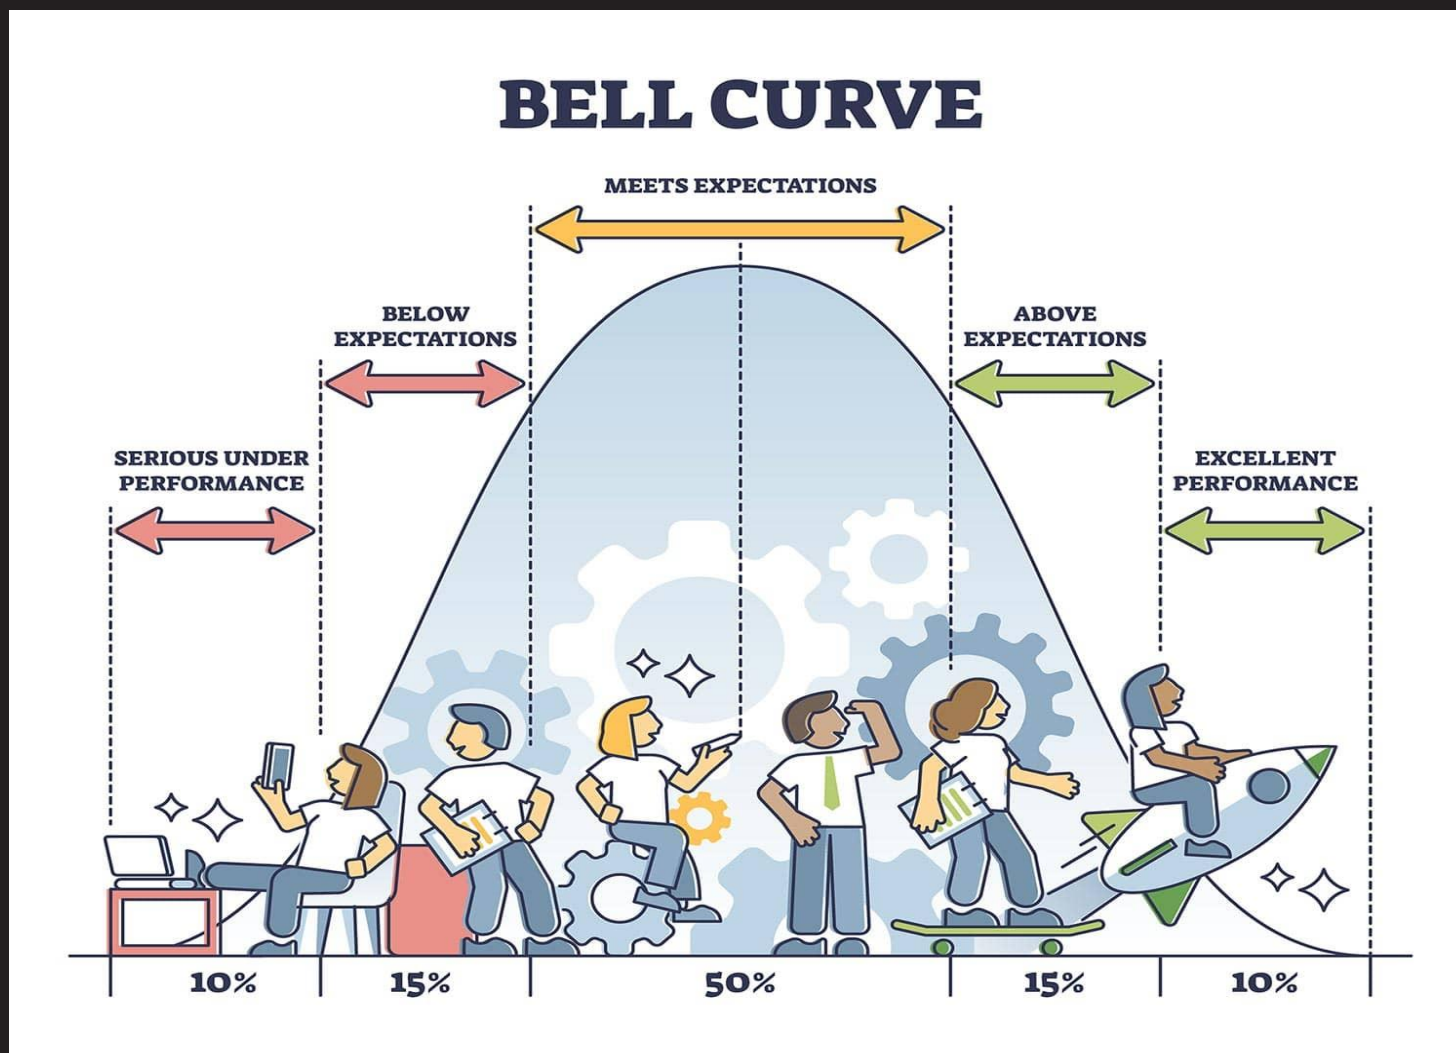 BELL CURVE
MEETS EXPECTATIONS
BELOW
EXPECTATIONS
ABOVE
EXPECTATIONS
SERIOUS UNDER
PERFORMANCE
EXCELLENT
PERFORMANCE
10% 15% 50% 15% 10%